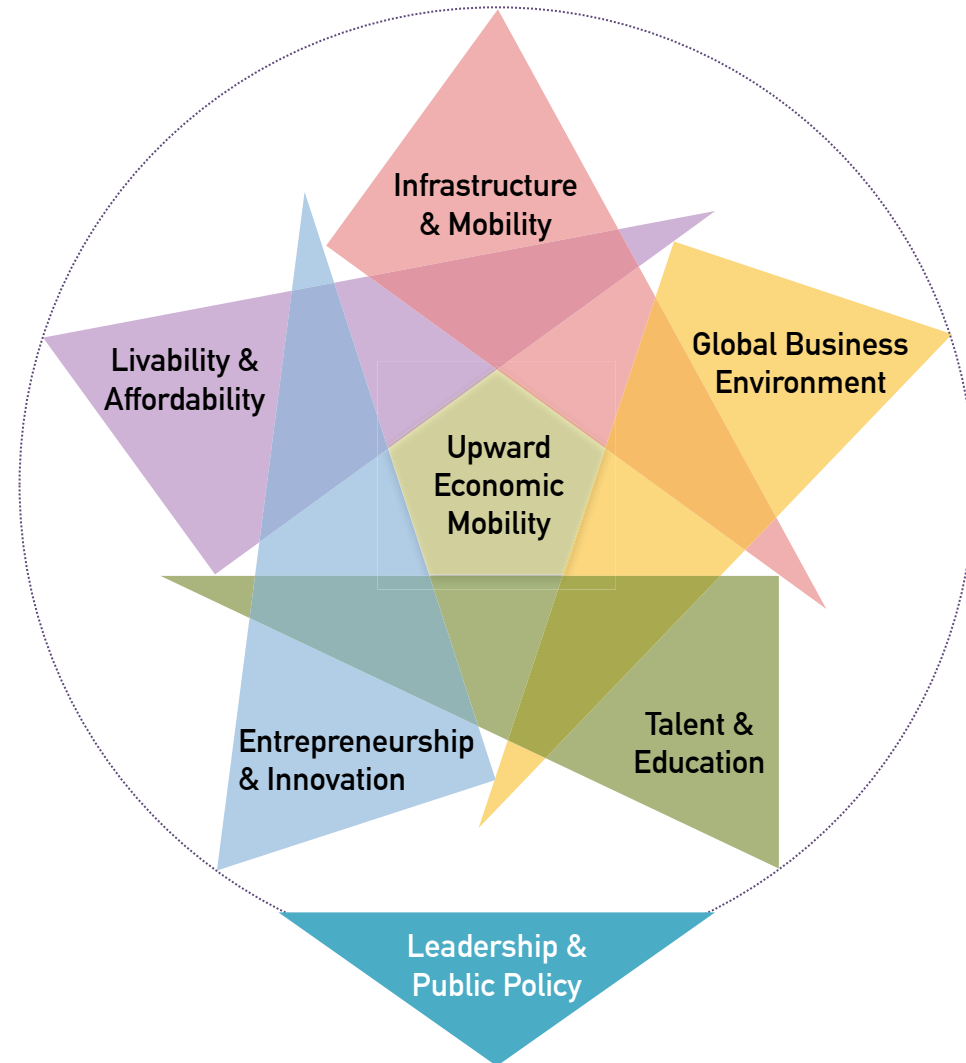 Infrastructure
& Mobility
Livability &
Affordability
Global Business
Environment
Upward
Economic
Mobility
Entrepreneurship
& Innovation
Talent &
Education
Leadership &
Public Policy